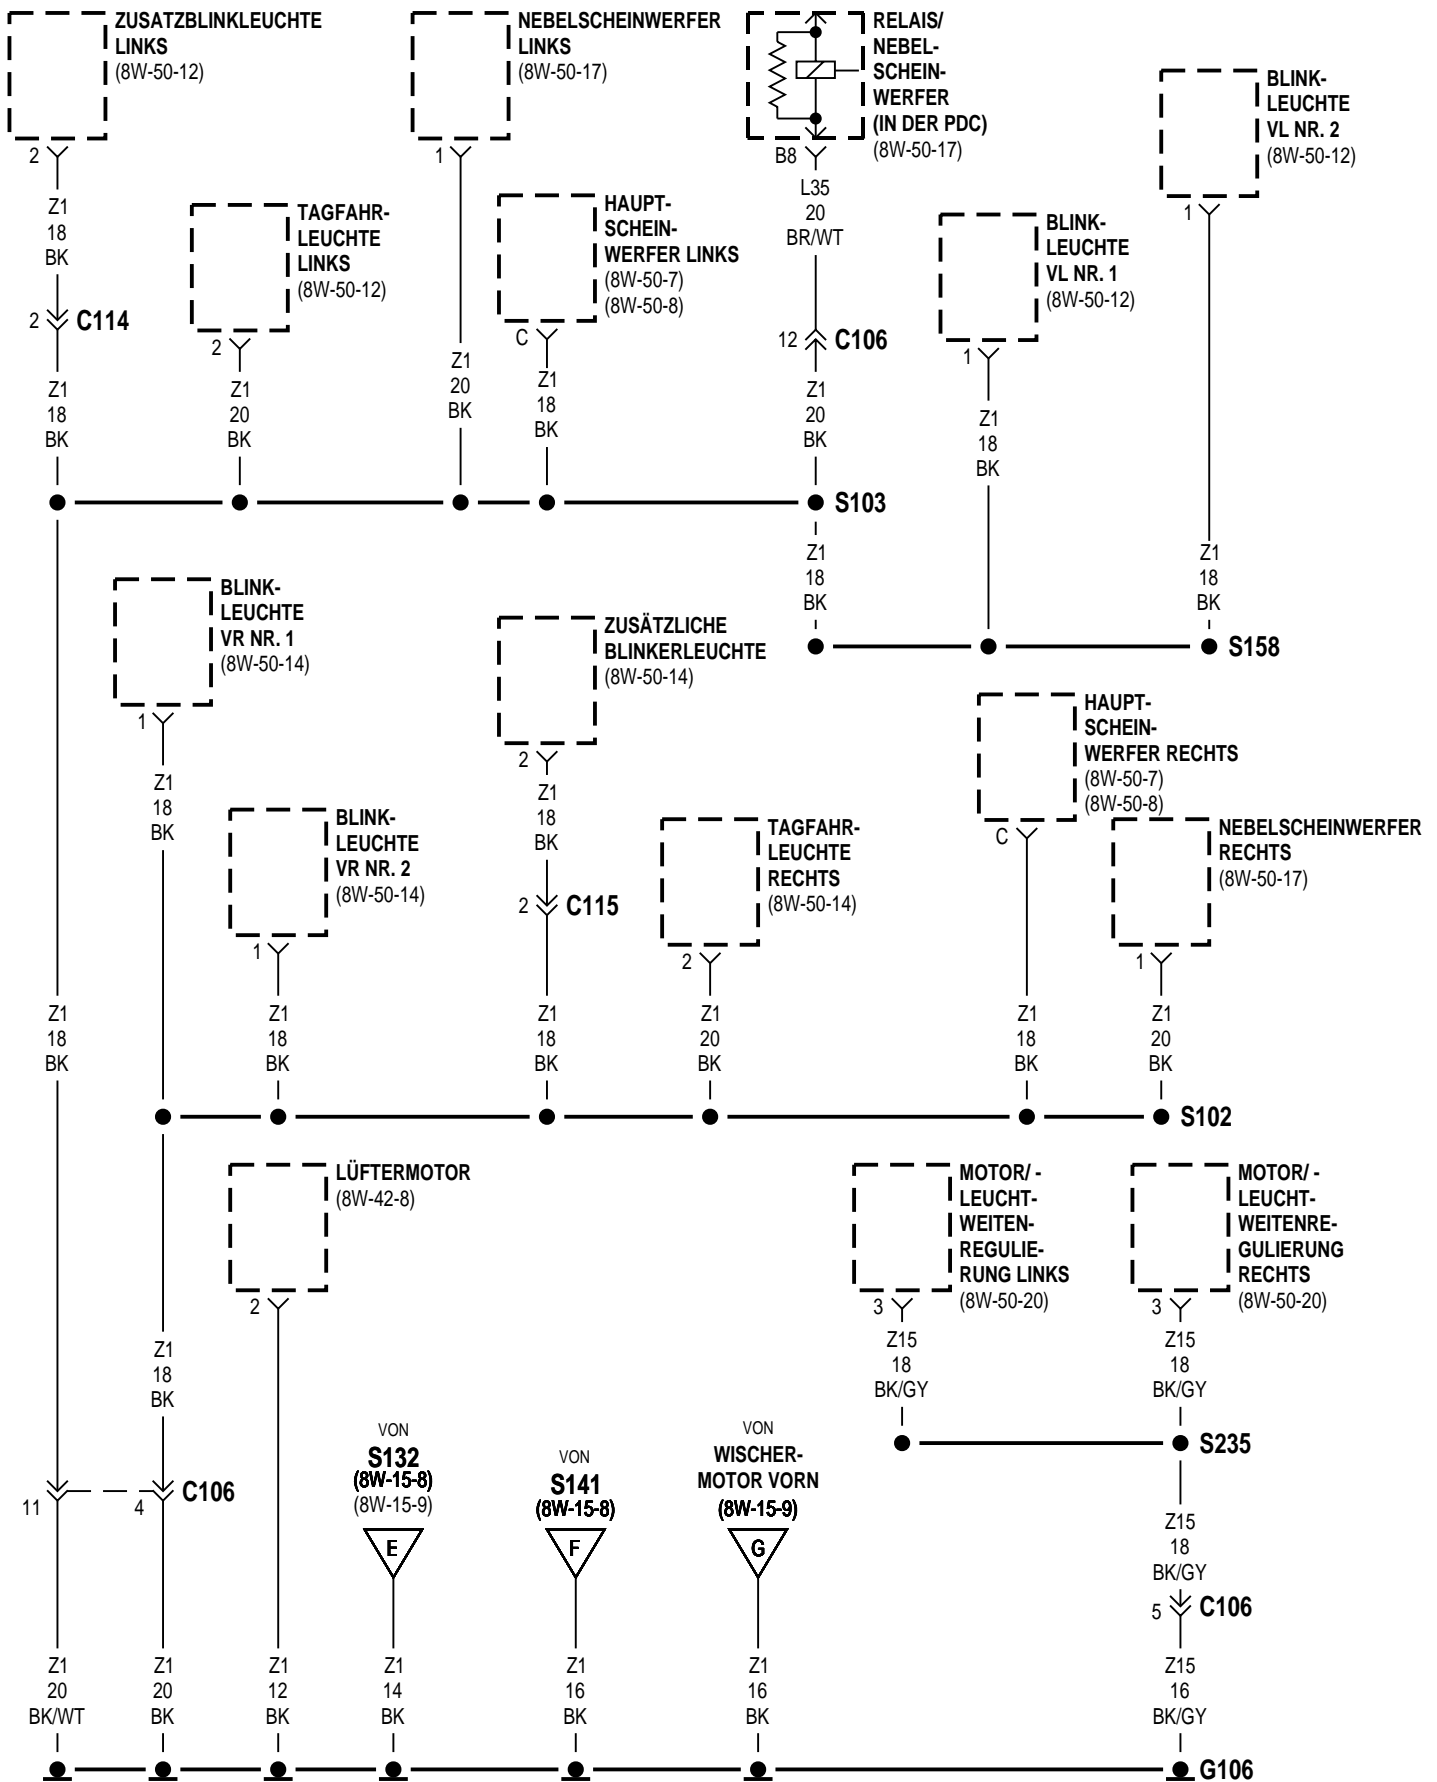 ZUSATZBLINKLEUCHTE
LINKS
(8W-50-12)
2
Z1
18
BK
2
C114
Z1
18
BK
TAGFAHR-
LEUCHTE
LINKS
(8W-50-12)
2
Z1
20
BK
NEBELSCHEINWERFER
LINKS
(8W-50-17)
1
Z1
20
BK
HAUPT-
SCHEIN-
WERFER LINKS
(8W-50-7)
(8W-50-8)
C
Z1
18
BK
RELAIS/
NEBEL-
SCHEIN-
WERFER
(IN DER PDC)
(8W-50-17)
B8
L35
20
BR/WT
12
C106
Z1
20
BK
S103
Z1
18
BK
BLINK-
LEUCHTE
VL NR. 1
(8W-50-12)
1
Z1
18
BK
BLINK-
LEUCHTE
VL NR. 2
(8W-50-12)
1
Z1
18
BK
S158
BLINK-
LEUCHTE
VR NR. 1
(8W-50-14)
1
Z1
18
BK
BLINK-
LEUCHTE
VR NR. 2
(8W-50-14)
1
Z1
18
BK
ZUSÄTZLICHE
BLINKERLEUCHTE
(8W-50-14)
2
Z1
18
BK
2
C115
Z1
18
BK
TAGFAHR-
LEUCHTE
RECHTS
(8W-50-14)
2
Z1
20
BK
HAUPT-
SCHEIN-
WERFER RECHTS
(8W-50-7)
(8W-50-8)
C
Z1
18
BK
NEBELSCHEINWERFER
RECHTS
(8W-50-17)
1
Z1
20
BK
Z1
18
BK
S102
LÜFTERMOTOR
(8W-42-8)
2
MOTOR/ -
LEUCHT-
WEITEN-
REGULIE-
RUNG LINKS
(8W-50-20)
3
Z15
18
BK/GY
MOTOR/ -
LEUCHT-
WEITENRE-
GULIERUNG
RECHTS
(8W-50-20)
3
Z15
18
BK/GY
S235
Z1
18
BK
11
4
C106
VON
S132
(8W-15-8)
(8W-15-9)
E
VON
S141
(8W-15-8)
F
VON
WISCHER-
MOTOR VORN
(8W-15-9)
G
Z15
18
BK/GY
5
C106
Z1
20
BK/WT
Z1
20
BK
Z1
12
BK
Z1
14
BK
Z1
16
BK
Z1
16
BK
Z15
16
BK/GY
G106